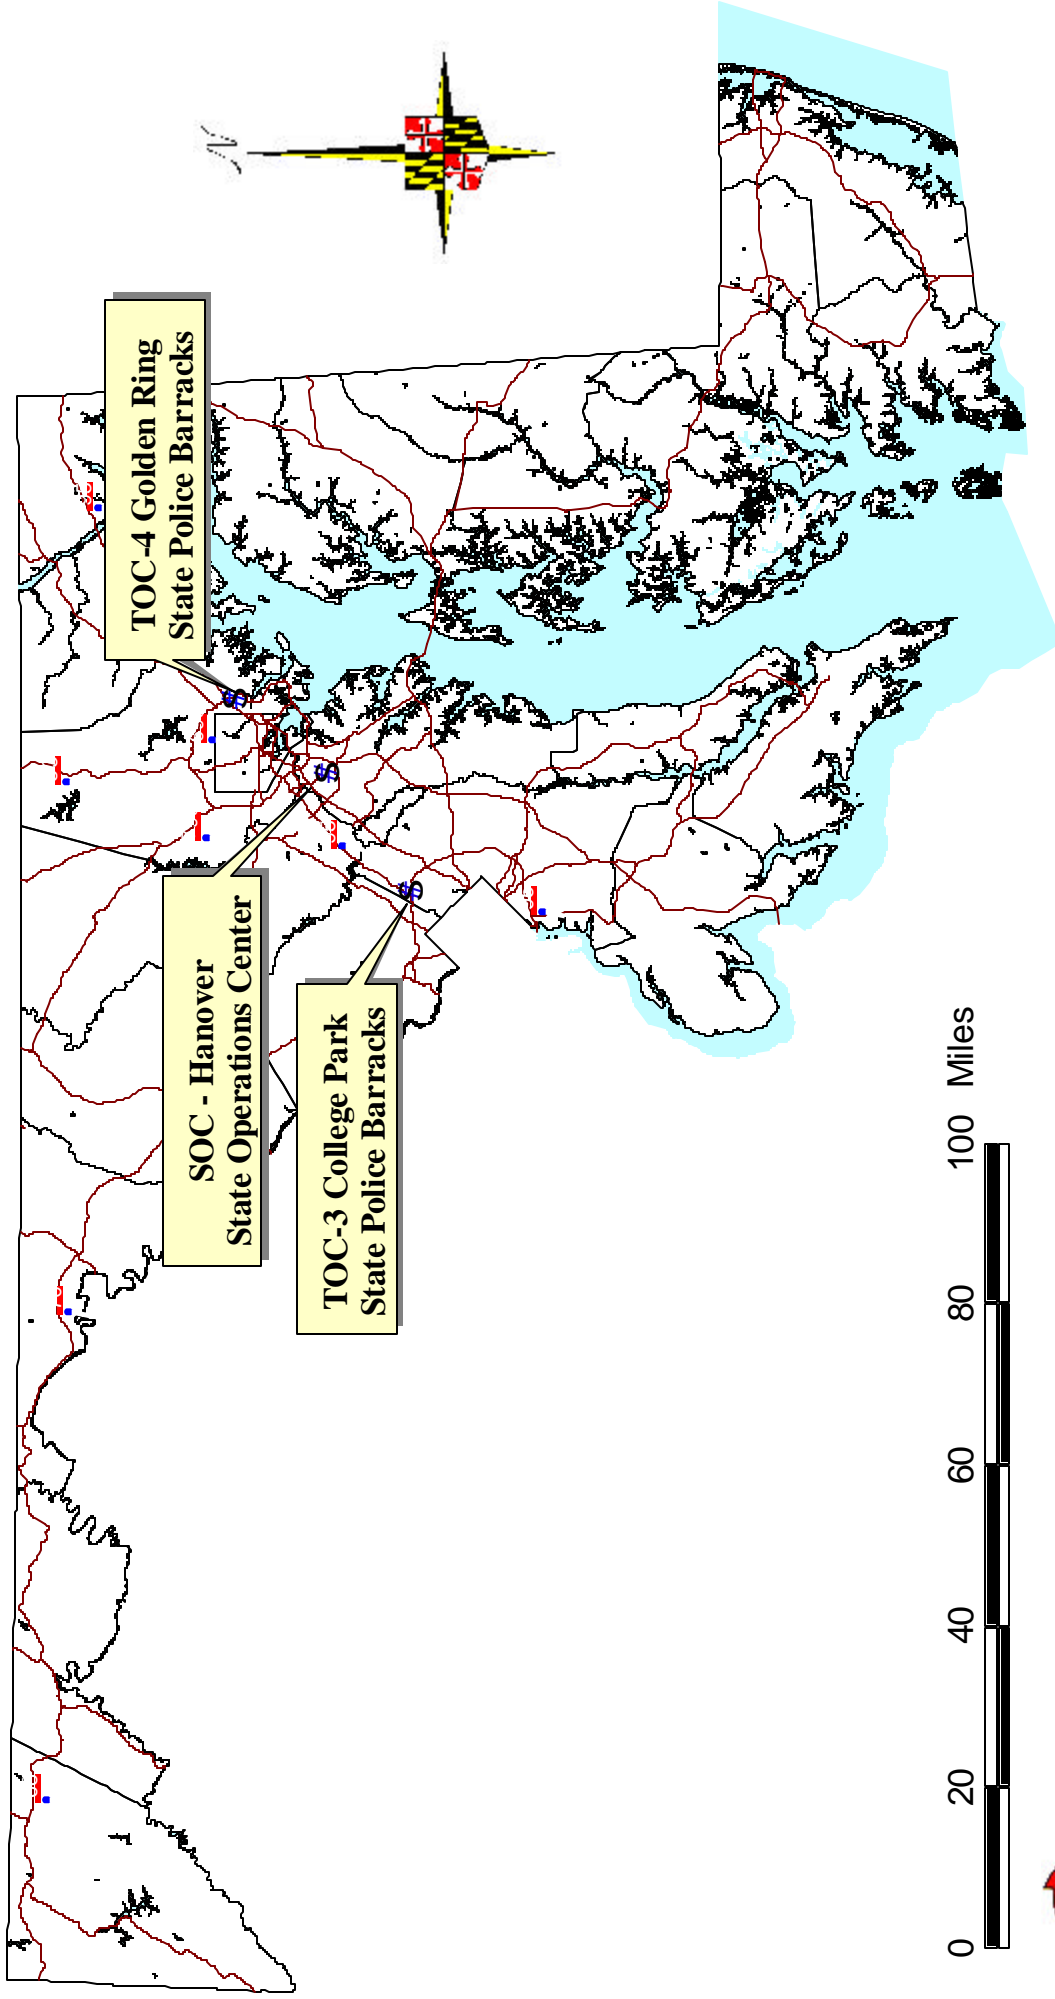 N
TOC-4 Golden Ring
State Police Barracks
SOC - Hanover
State Operations Center
TOC-3 College Park
State Police Barracks
0 20 40 60 80 100 Miles